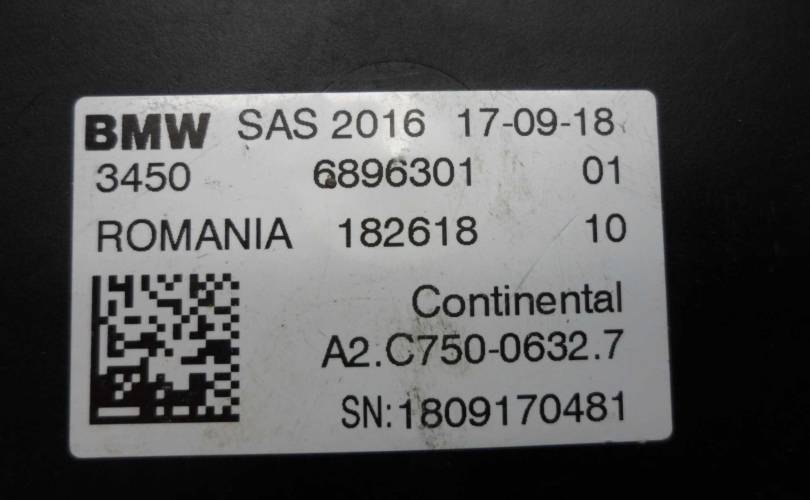 BMW SAS 2016 17-09-18
3450 6896301 01
ROMANIA 182618 10
Continental
A2.C750-0632.7
SN:1809170481